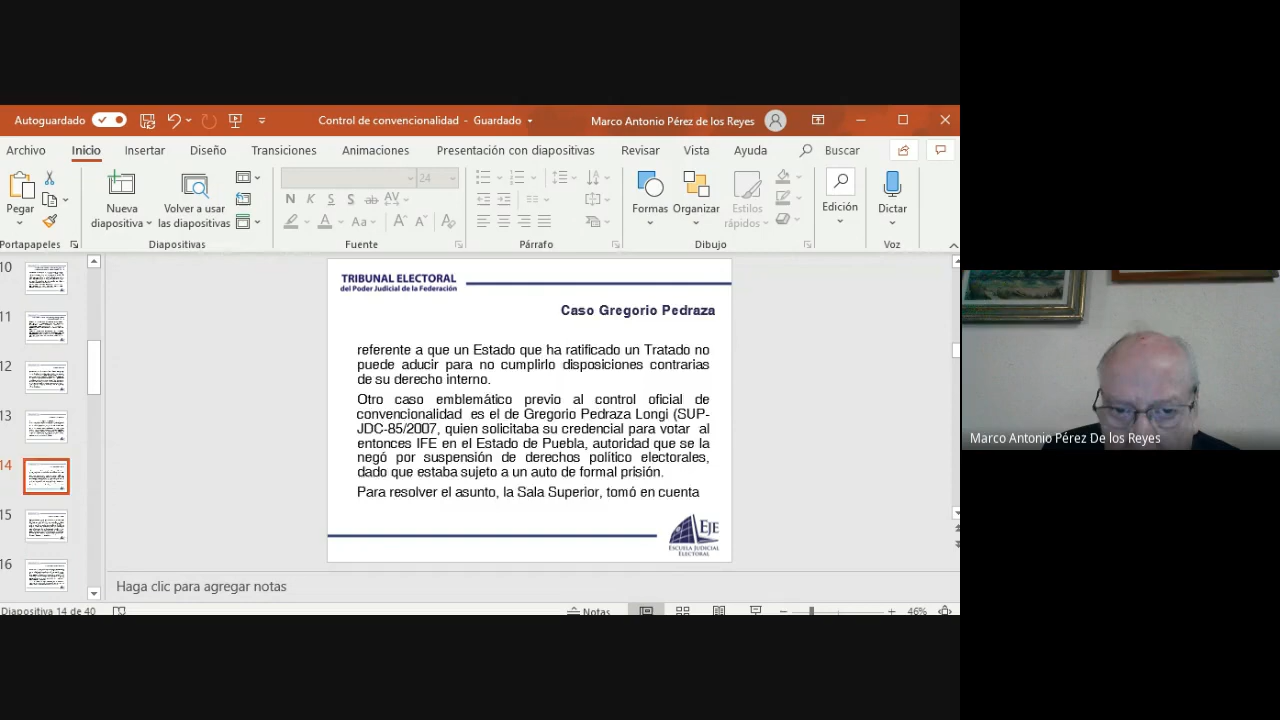 Autoguardado
Control de convencionalidad - Guardado
Marco Antonio Pérez de los Reyes
Archivo
Inicio
Insertar
Diseño
Transiciones
Animaciones
Presentación con diapositivas
Revisar
Vista
Ayuda
Buscar
Pegar
Nueva
diapositiva
Volver a usar
las diapositivas
24
N K S S ab AV
Aa A A
Formas
Organizar
Estilos
rápidos
Edición
Dictar
Portapapeles
Diapositivas
Fuente
Párrafo
Dibujo
Voz
10
11
12
13
14
15
16
TRIBUNAL ELECTORAL
del Poder Judicial de la Federación
Caso Gregorio Pedraza
referente a que un Estado que ha ratificado un Tratado no
puede aducir para no cumplirlo disposiciones contrarias
de su derecho interno.
Otro caso emblemático previo al control oficial de
convencionalidad es el de Gregorio Pedraza Longi (SUP-
JDC-85/2007, quien solicitaba su credencial para votar al
entonces IFE en el Estado de Puebla, autoridad que se la
negó por suspensión de derechos político electorales,
dado que estaba sujeto a un auto de formal prisión.
Para resolver el asunto, la Sala Superior, tomó en cuenta
EJE
ESCUELA JUDICIAL
ELECTORAL
Haga clic para agregar notas
Diapositiva 14 de 40
Notas
46%
Marco Antonio Pérez De los Reyes